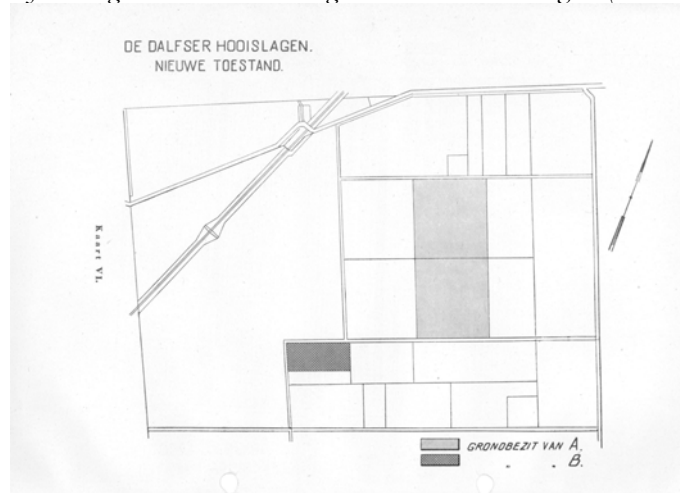 DE DALFSER HOOISLAGEN.
NIEUWE TOESTAND.
Kaart VI.
GRONDBEZIT VAN A.
" " B.